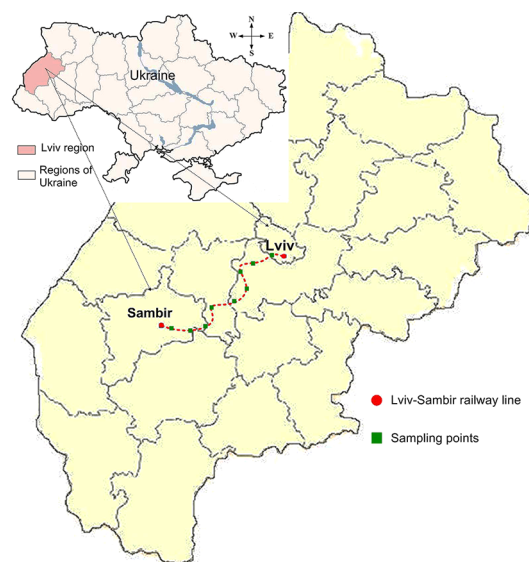 N
W
E
S
Ukraine
Lviv region
Regions of
Ukraine
Lviv
Sambir
Lviv-Sambir railway line
Sampling points